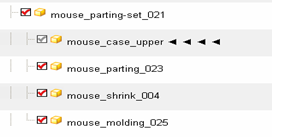 mouse_parting-set_021
mouse_case_upper ◄ ◄ ◄ ◄
mouse_parting_023
mouse_shrink_004
mouse_molding_025